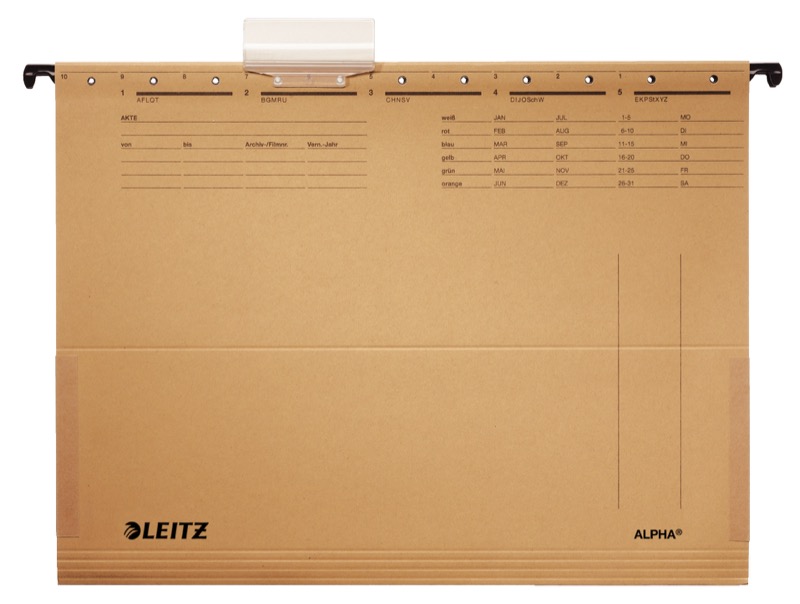 10 9 8 7 6 5 4 3 2 1
1 2 3 4 5
AFLQT BGMRU CHNSV DIJOSchW EKPStXYZ
AKTE
von bis Archiv-/Filmnr. Vern.-Jahr
weiß JAN JUL 1-5 MO
rot FEB AUG 6-10 DI
blau MAR SEP 11-15 MI
gelb APR OKT 16-20 DO
grün MAI NOV 21-25 FR
orange JUN DEZ 26-31 SA
LEITZ
ALPHA®